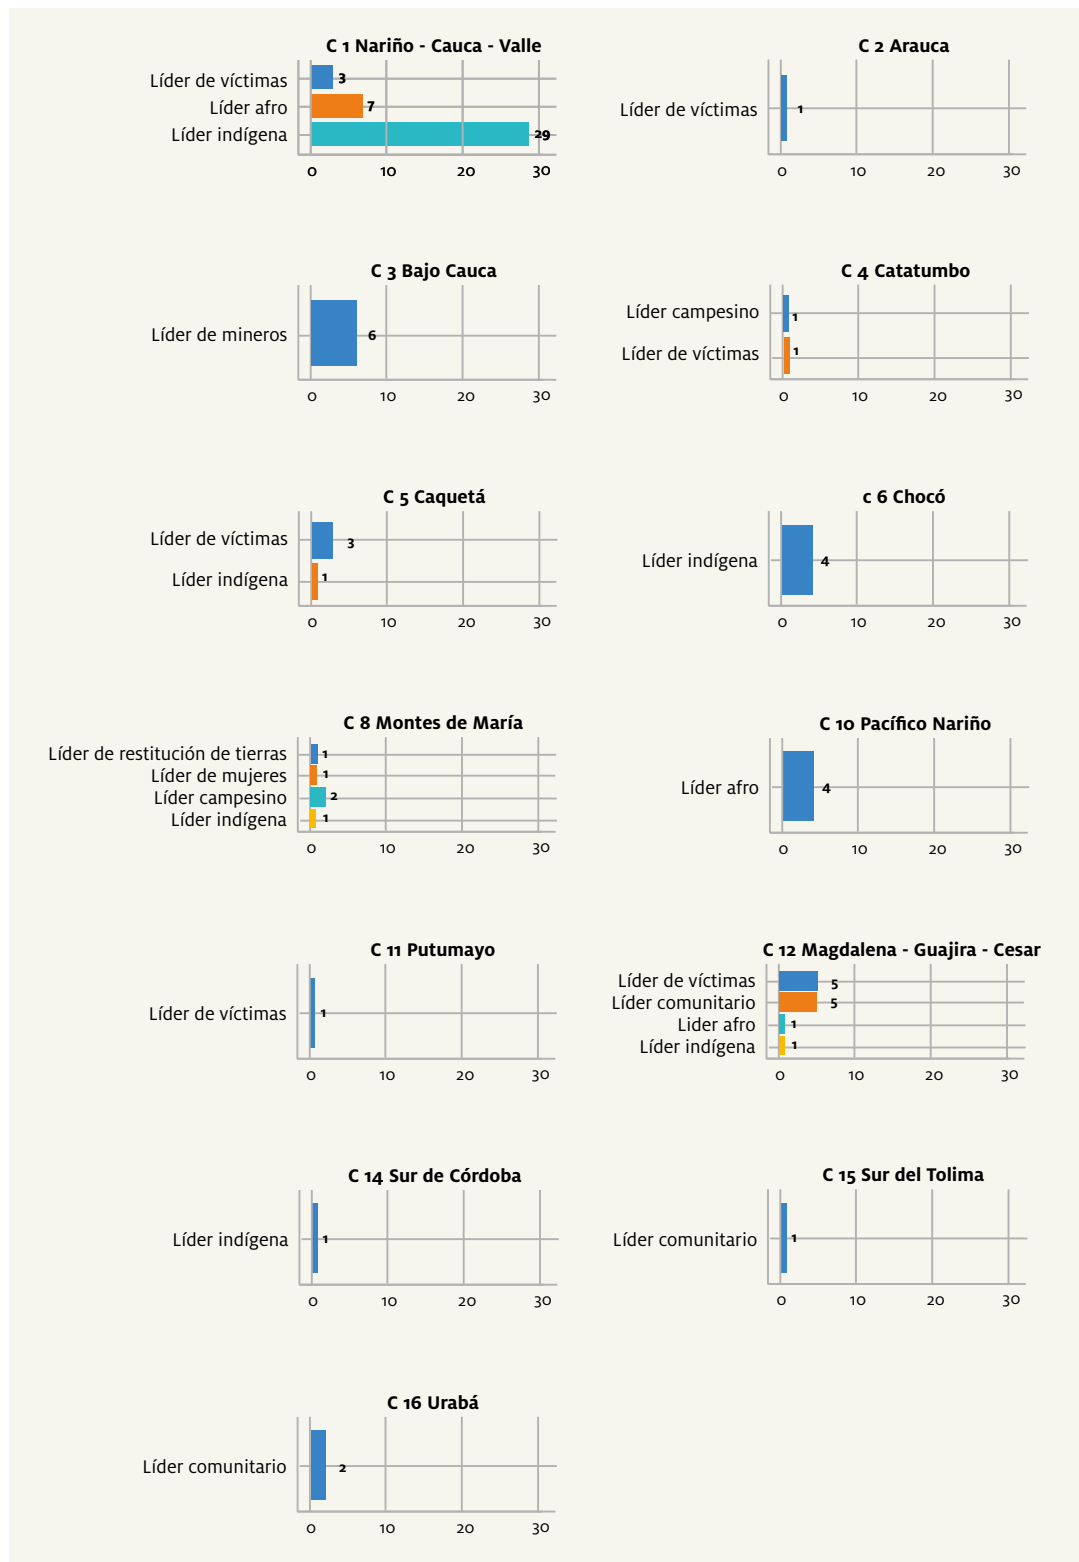 C 1 Nariño - Cauca - Valle
Líder de víctimas 3
Líder afro 7
Líder indígena 29
0 10 20 30
C 2 Arauca
Líder de víctimas 1
0 10 20 30
C 3 Bajo Cauca
Líder de mineros 6
0 10 20 30
C 4 Catatumbo
Líder campesino 1
Líder de víctimas 1
0 10 20 30
C 5 Caquetá
Líder de víctimas 3
Líder indígena 1
0 10 20 30
c 6 Chocó
Líder indígena 4
0 10 20 30
C 8 Montes de María
Líder de restitución de tierras 1
Líder de mujeres 1
Líder campesino 2
Líder indígena 1
0 10 20 30
C 10 Pacífico Nariño
Líder afro 4
0 10 20 30
C 11 Putumayo
Líder de víctimas 1
0 10 20 30
C 12 Magdalena - Guajira - Cesar
Líder de víctimas 5
Líder comunitario 5
Lider afro 1
Líder indígena 1
0 10 20 30
C 14 Sur de Córdoba
Líder indígena 1
0 10 20 30
C 15 Sur del Tolima
Líder comunitario 1
0 10 20 30
C 16 Urabá
Líder comunitario 2
0 10 20 30